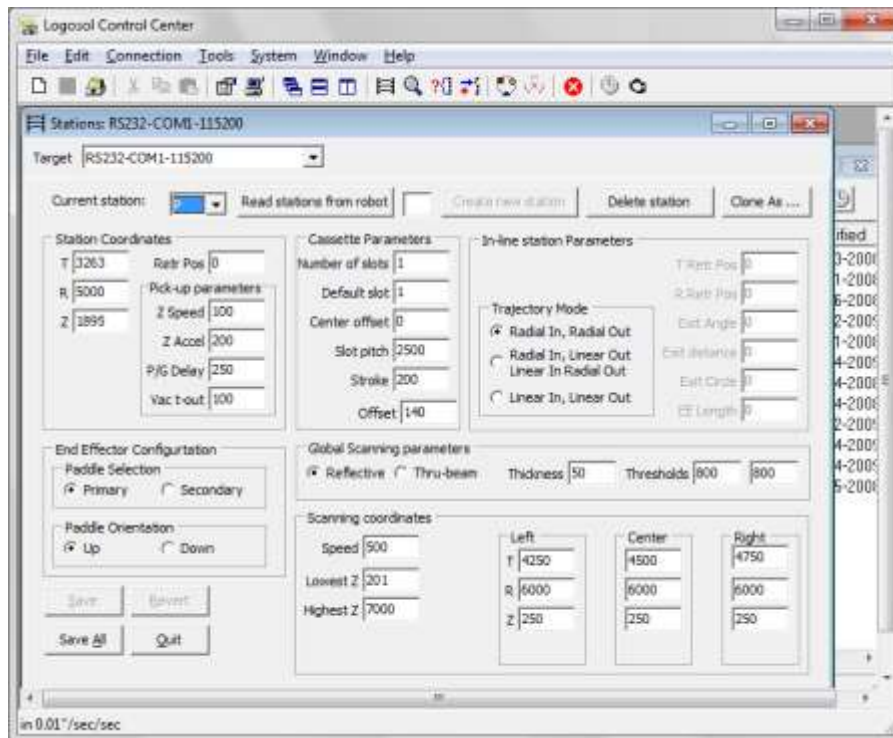 Logosol Control Center
File Edit Connection Tools System Window Help
Stations: RS232-COM1-115200
Target RS232-COM1-115200
Current station: Read stations from robot Create new station Delete station Clone As ...
Station Coordinates
T 3263 Retr Pos 0
R 5000
Z 1895
Pick-up parameters
Z Speed 100
Z Accel 200
P/G Delay 250
Vac t-out 100
Cassette Parameters
Number of slots 1
Default slot 1
Center offset 0
Slot pitch 2500
Stroke 200
Offset 140
In-line station Parameters
Trajectory Mode
Radial In, Radial Out
Radial In, Linear Out
Linear In Radial Out
Linear In, Linear Out
T Retr Pos 0
R Retr Pos 0
Exit Angle 0
Exit distance 0
Exit Circle 0
EE Length 0
End Effector Configurtation
Paddle Selection
Primary Secondary
Paddle Orientation
Up Down
Global Scanning parameters
Reflective Thru-beam Thickness 50 Thresholds 800 800
Scanning coordinates
Speed 500
Lowest Z 201
Highest Z 7000
Left Center Right
T 4250 4500 4750
R 6000 6000 6000
Z 250 250 250
Save Revert
Save All Quit
in 0.01"/sec/sec